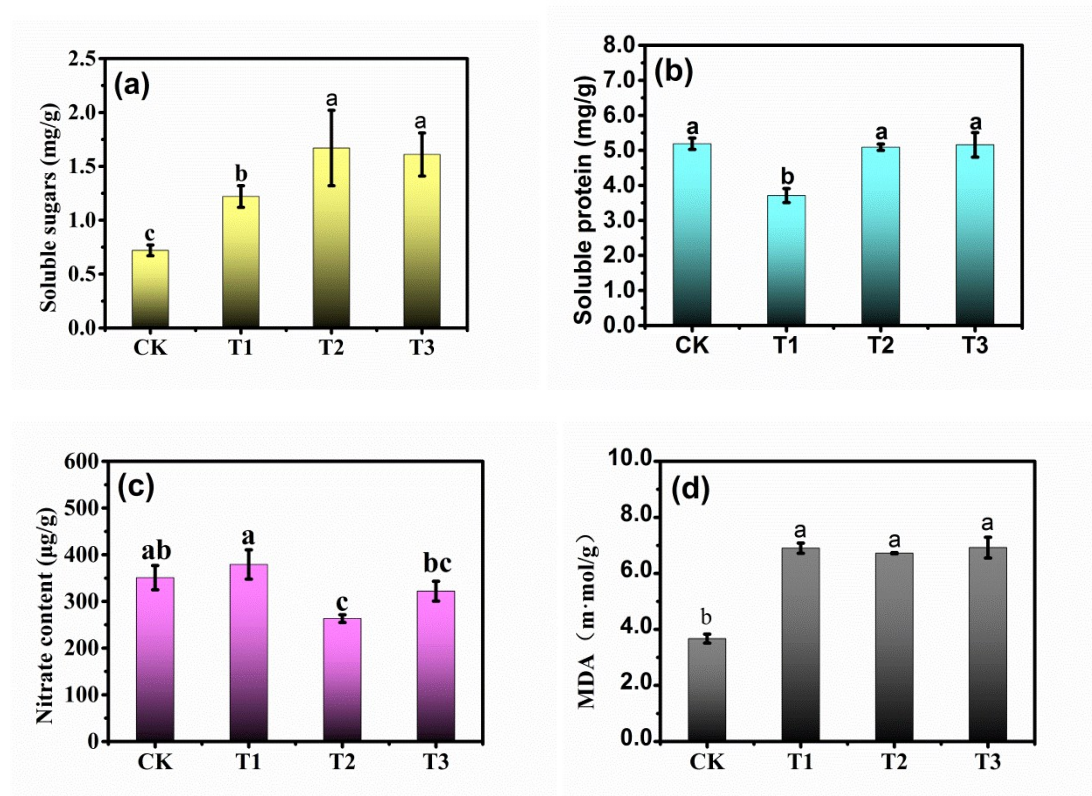 (a)
Soluble sugars (mg/g)
2.5
2.0
1.5
1.0
0.5
0.0
c
b
a
a
CK T1 T2 T3
(b)
Soluble protein (mg/g)
8.0
7.0
6.0
5.0
4.0
3.0
2.0
1.0
0.0
a
b
a
a
CK T1 T2 T3
(c)
Nitrate content (μg/g)
600
500
400
300
200
100
0
ab
a
c
bc
CK T1 T2 T3
(d)
MDA（m·mol/g）
10.0
8.0
6.0
4.0
2.0
0.0
b
a
a
a
CK T1 T2 T3